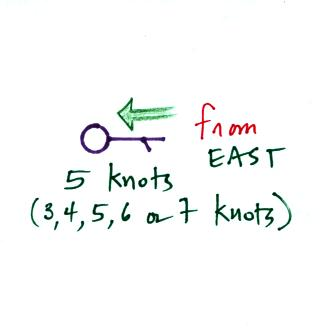 from
EAST
5 knots
(3,4,5,6 or 7 knots)